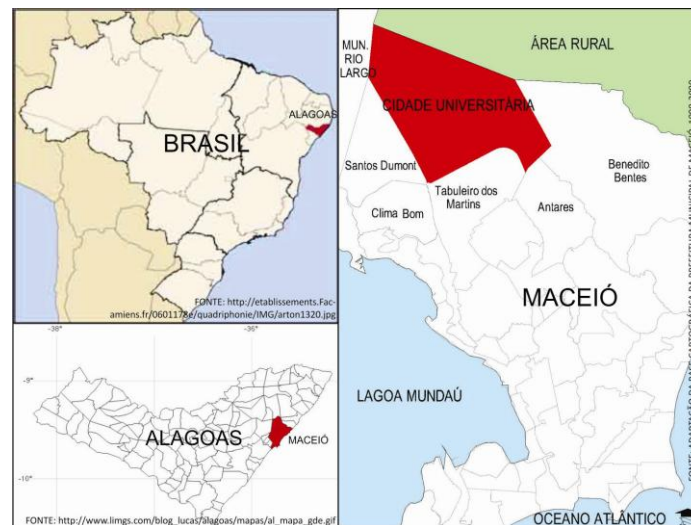 ALAGOAS
BRASIL
FONTE: http://etablissements.Fac-
amiens.fr/0601178e/quadriphonie/IMG/arton1320.jpg
-38°
-36°
-9°
-10°
ALAGOAS
MACEIÓ
FONTE: http://www.limgs.com/blog_lucas/alagoas/mapas/al_mapa_gde.gif
MUN.
RIO
LARGO
ÁREA RURAL
CIDADE UNIVERSITÁRIA
Santos Dumont
Benedito
Bentes
Tabuleiro dos
Martins
Clima Bom
Antares
MACEIÓ
LAGOA MUNDAÚ
OCEANO ATLÂNTICO